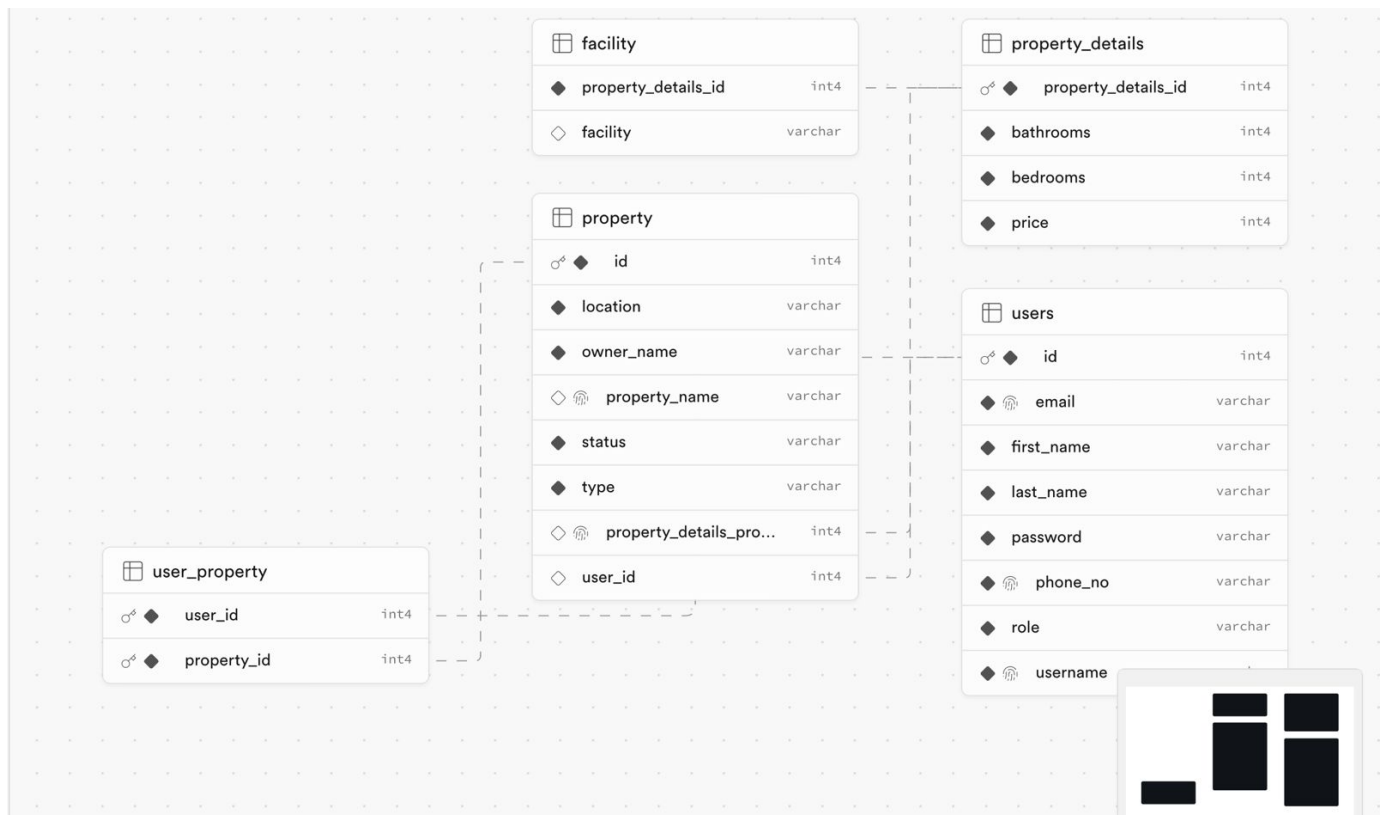 facility
property_details_id int4
facility varchar
property_details
property_details_id int4
bathrooms int4
bedrooms int4
price int4
property
id int4
location varchar
owner_name varchar
property_name varchar
status varchar
type varchar
property_details_pro... int4
user_id int4
users
id int4
email varchar
first_name varchar
last_name varchar
password varchar
phone_no varchar
role varchar
username
user_property
user_id int4
property_id int4